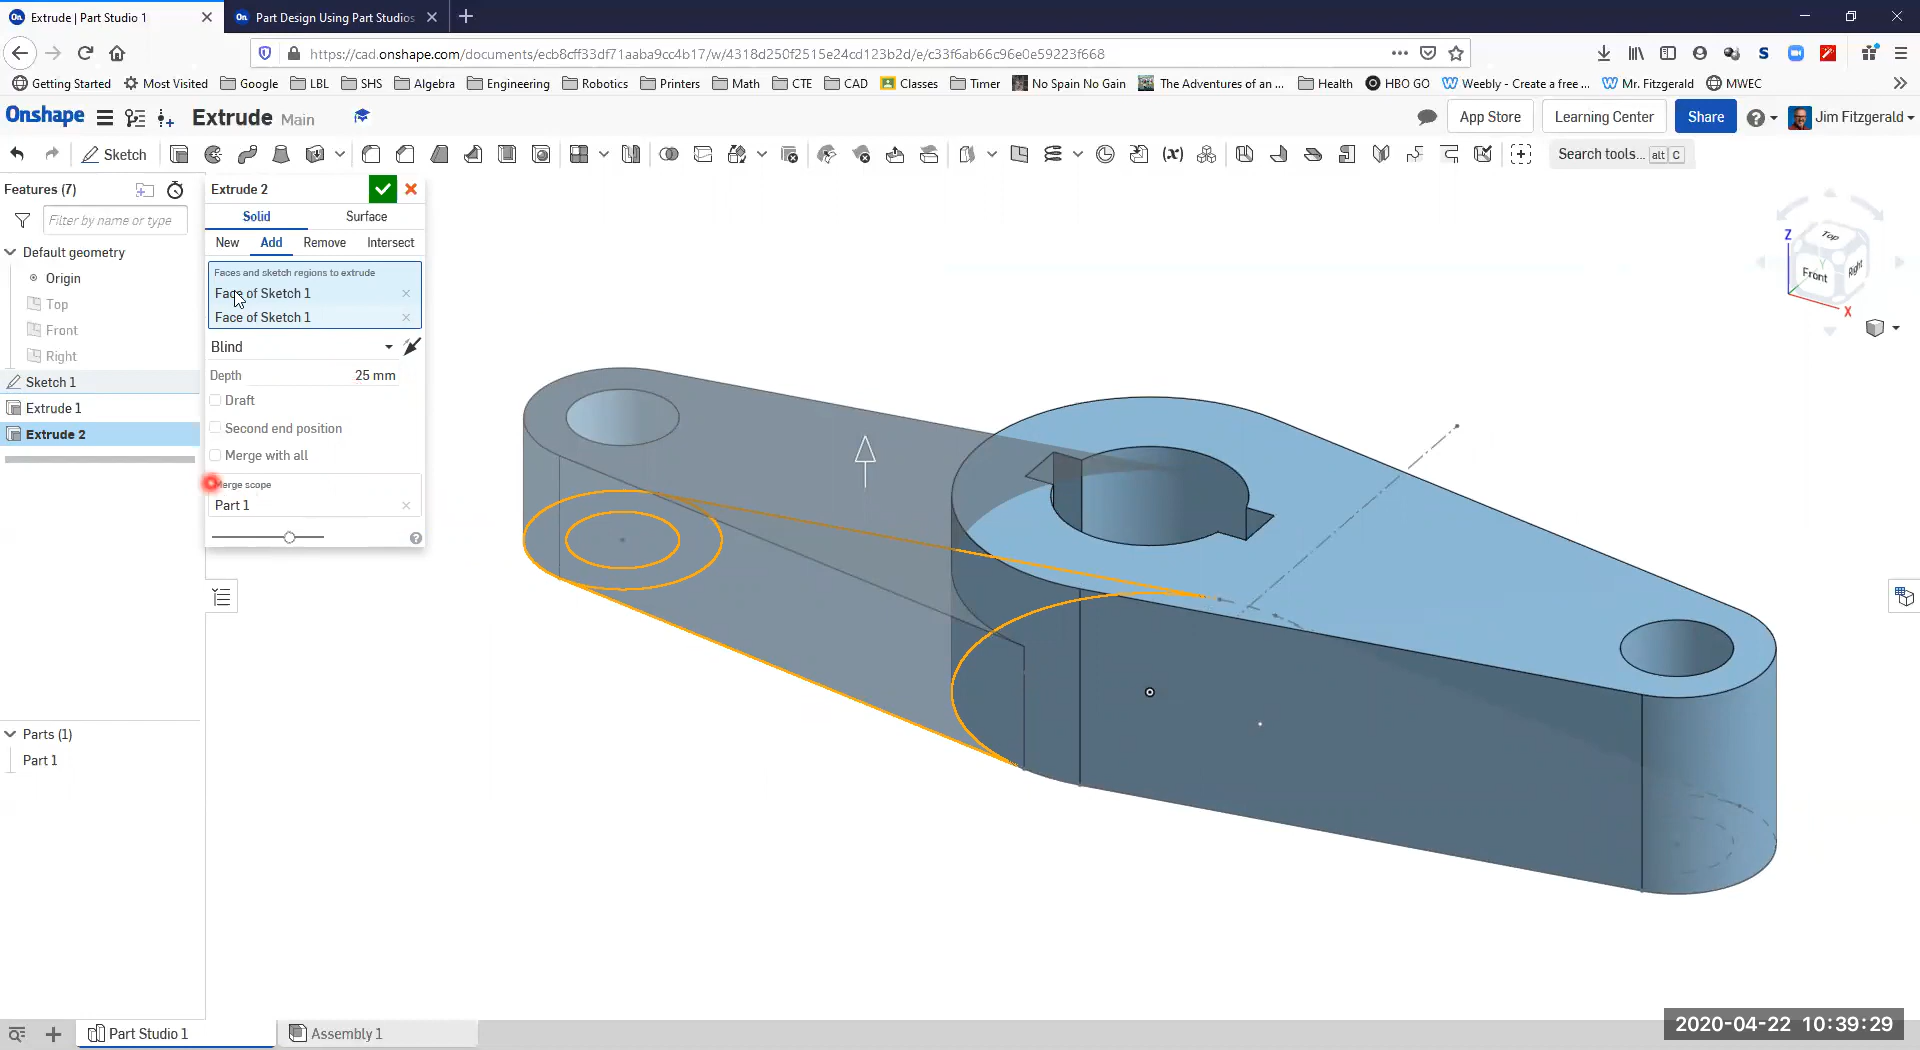 Extrude | Part Studio 1
Part Design Using Part Studios
https://cad.onshape.com/documents/ecb8cff33df71aaba9cc4b17/w/4318d250f2515e24cd123b2d/e/c33f6ab66c96e0e59223f668
Getting Started Most Visited Google LBL SHS Algebra Engineering Robotics Printers Math CTE CAD Classes Timer No Spain No Gain The Adventures of an ... Health HBO GO Weebly - Create a free ... Mr. Fitzgerald MWEC
Onshape Extrude Main App Store Learning Center Share Jim Fitzgerald
Sketch Search tools... alt C
Features (7)
Filter by name or type
Default geometry
Origin
Top
Front
Right
Sketch 1
Extrude 1
Extrude 2
Parts (1)
Part 1
Extrude 2
Solid Surface
New Add Remove Intersect
Faces and sketch regions to extrude
Face of Sketch 1
Face of Sketch 1
Blind
Depth 25 mm
Draft
Second end position
Merge with all
Merge scope
Part 1
Z
Top
Front
Right
Y
X
Part Studio 1
Assembly 1
2020-04-22 10:39:29